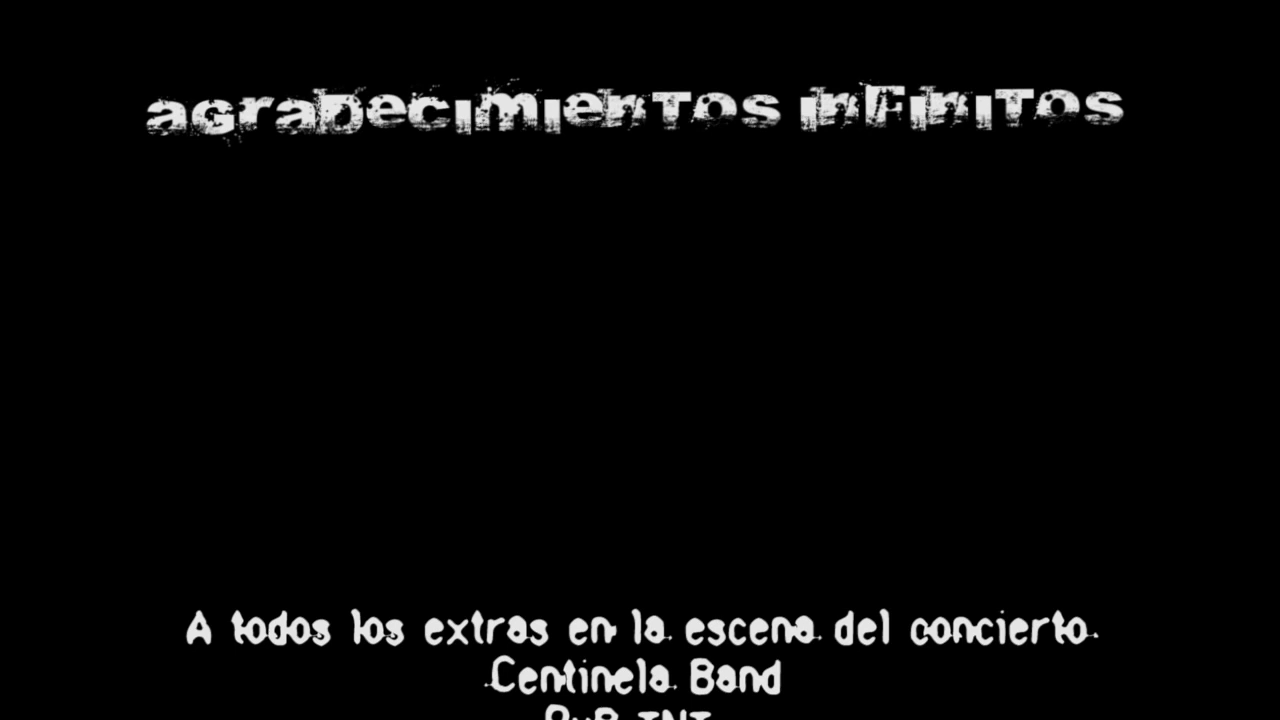 agraDecimientos inFiniTos
A todos los extras en la escena del concierto.
Centinela Band